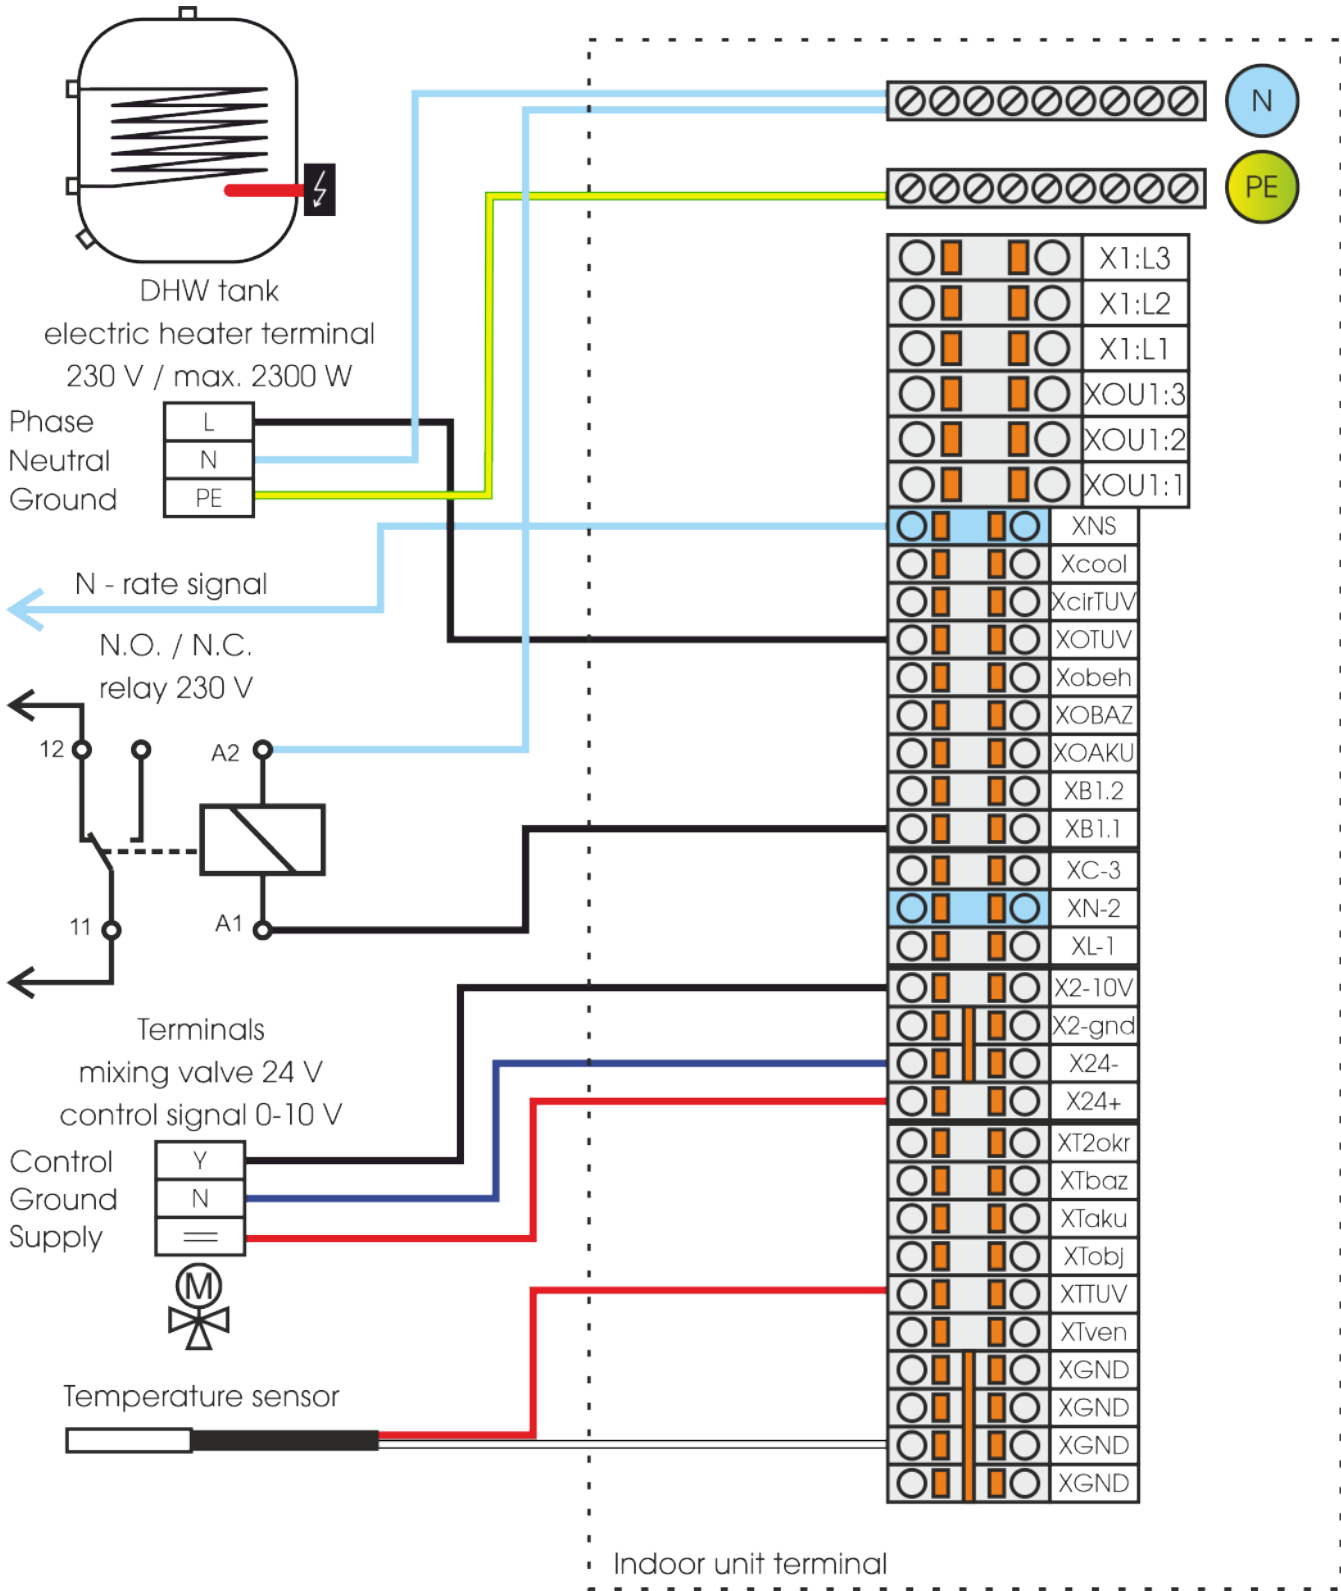 N
PE
DHW tank
electric heater terminal
230 V / max. 2300 W
Phase L
Neutral N
Ground PE
N - rate signal
N.O. / N.C.
relay 230 V
12
A2
11
A1
Terminals
mixing valve 24 V
control signal 0-10 V
Control Y
Ground N
Supply
M
Temperature sensor
X1:L3
X1:L2
X1:L1
XOU1:3
XOU1:2
XOU1:1
XNS
Xcool
XcirTUV
XOTUV
Xobeh
XOBAZ
XOAKU
XB1.2
XB1.1
XC-3
XN-2
XL-1
X2-10V
X2-gnd
X24-
X24+
XT2okr
XTbaz
XTaku
XTobj
XTTUV
XTven
XGND
XGND
XGND
XGND
Indoor unit terminal